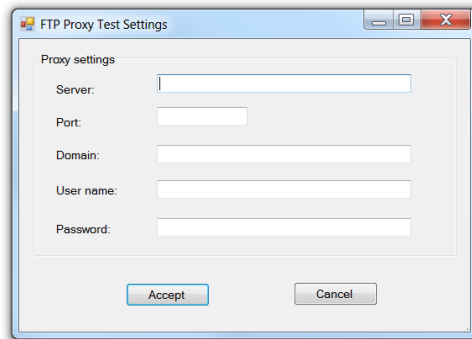 FTP Proxy Test Settings
Proxy settings
Server:
Port:
Domain:
User name:
Password:
Accept Cancel